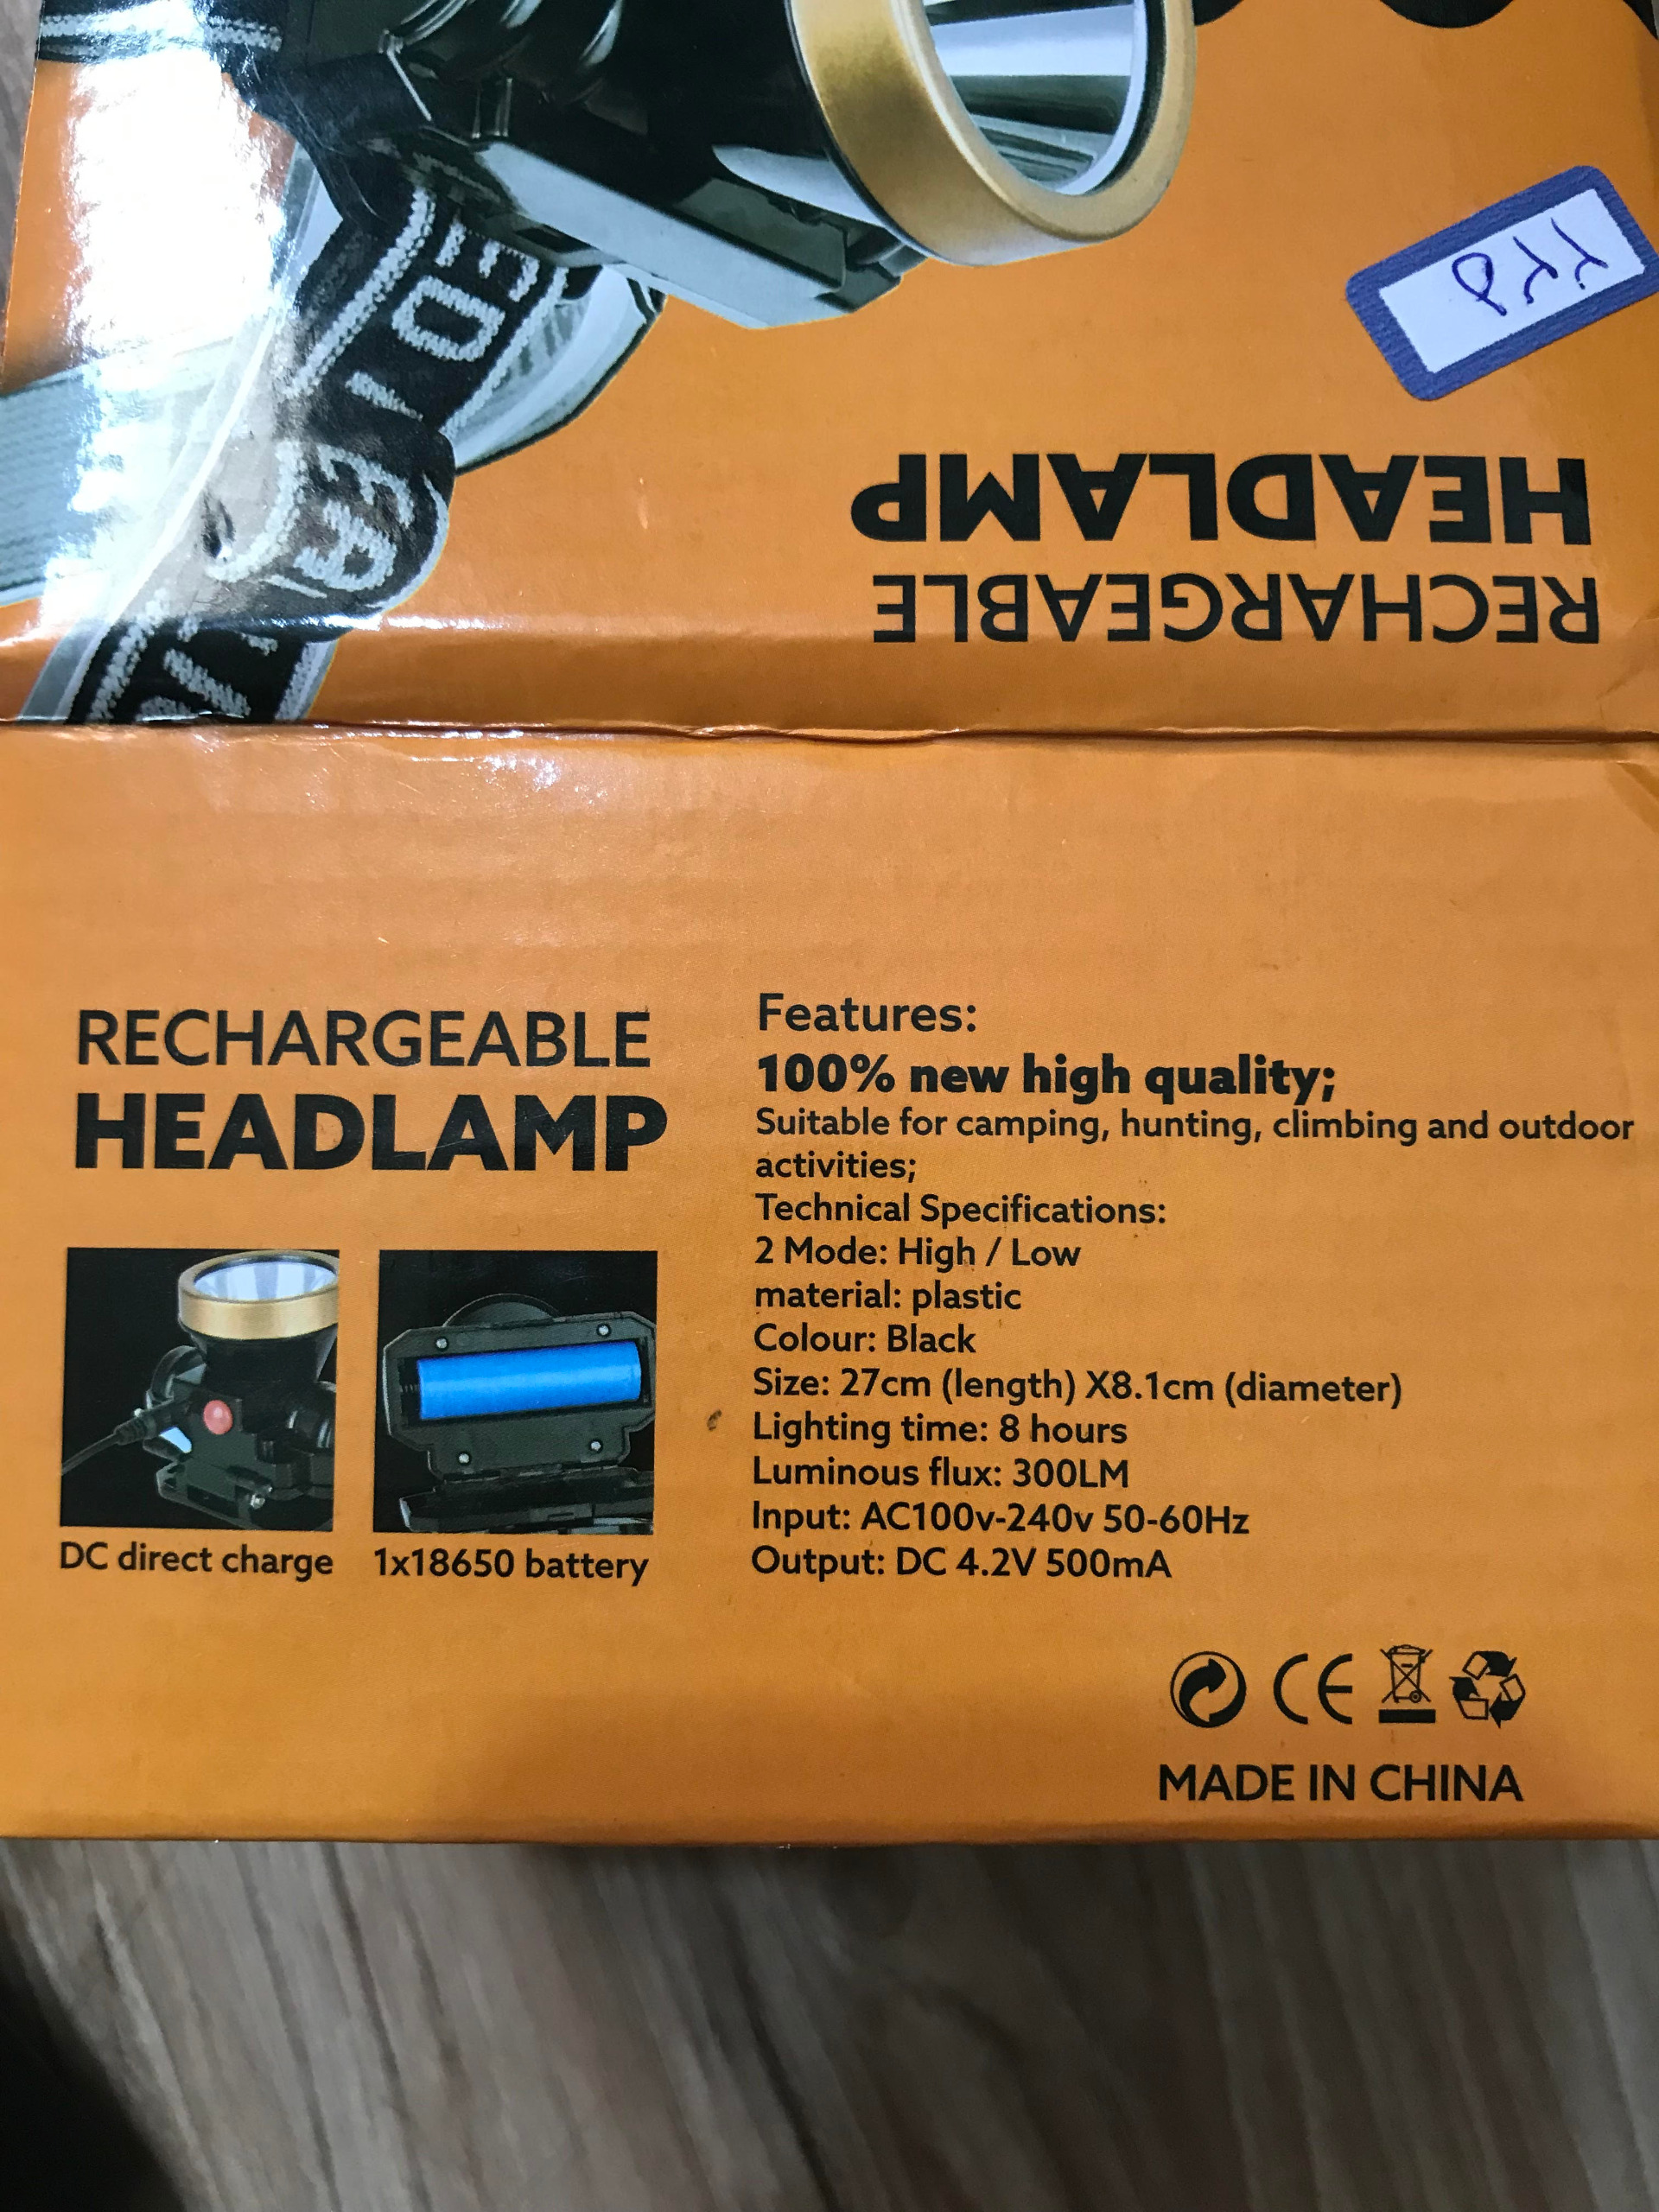 RECHARGEABLE
HEADLAMP
RECHARGEABLE
HEADLAMP
DC direct charge
1x18650 battery
Features:
100% new high quality;
Suitable for camping, hunting, climbing and outdoor
activities;
Technical Specifications:
2 Mode: High / Low
material: plastic
Colour: Black
Size: 27cm (length) X8.1cm (diameter)
Lighting time: 8 hours
Luminous flux: 300LM
Input: AC100v-240v 50-60Hz
Output: DC 4.2V 500mA
CE
MADE IN CHINA